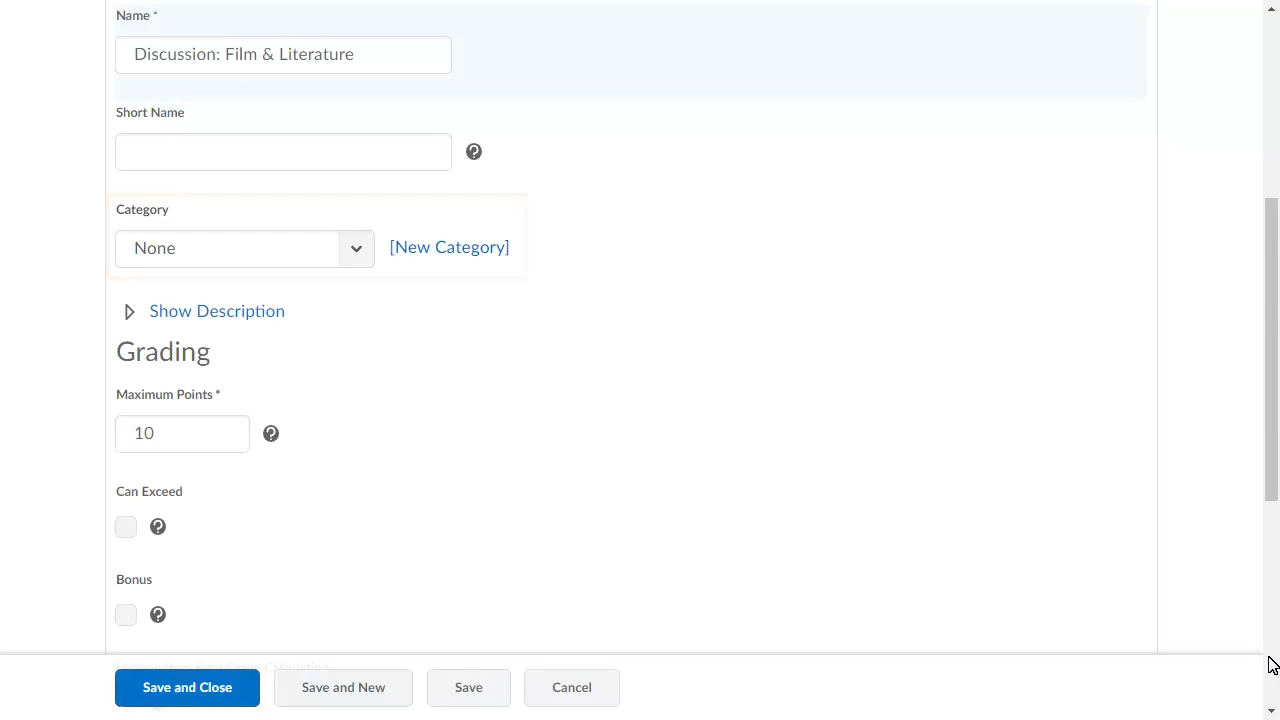 Name *
Discussion: Film & Literature
Short Name
Category
None
[New Category]
Show Description
Grading
Maximum Points *
10
Can Exceed
Bonus
Save and Close
Save and New
Save
Cancel